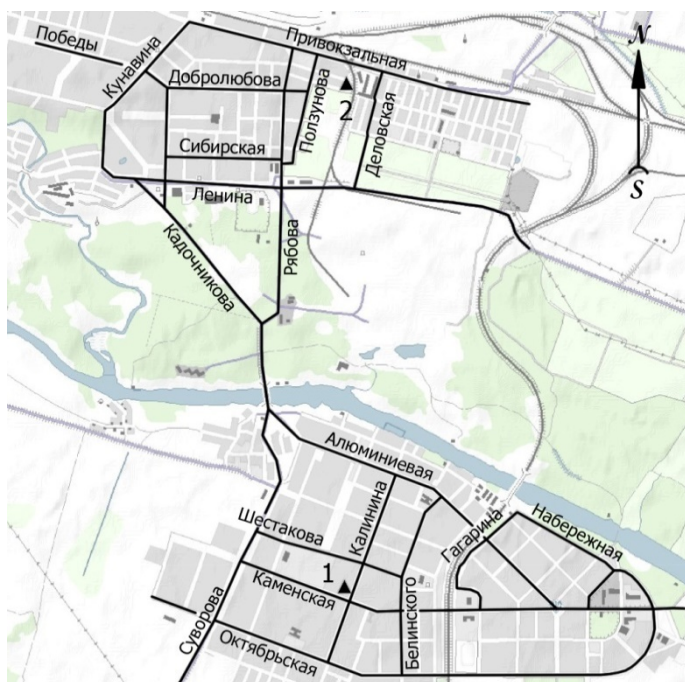 Победы
Кунавина
Привокзальная
N
Добролюбова
Ползунова
2
Деловская
Сибирская
S
Ленина
Кадочникова
Рябова
Алюминиевая
Калинина
Гагарина
Набережная
Шестакова
1
Каменская
Суворова
Белинского
Октябрьская